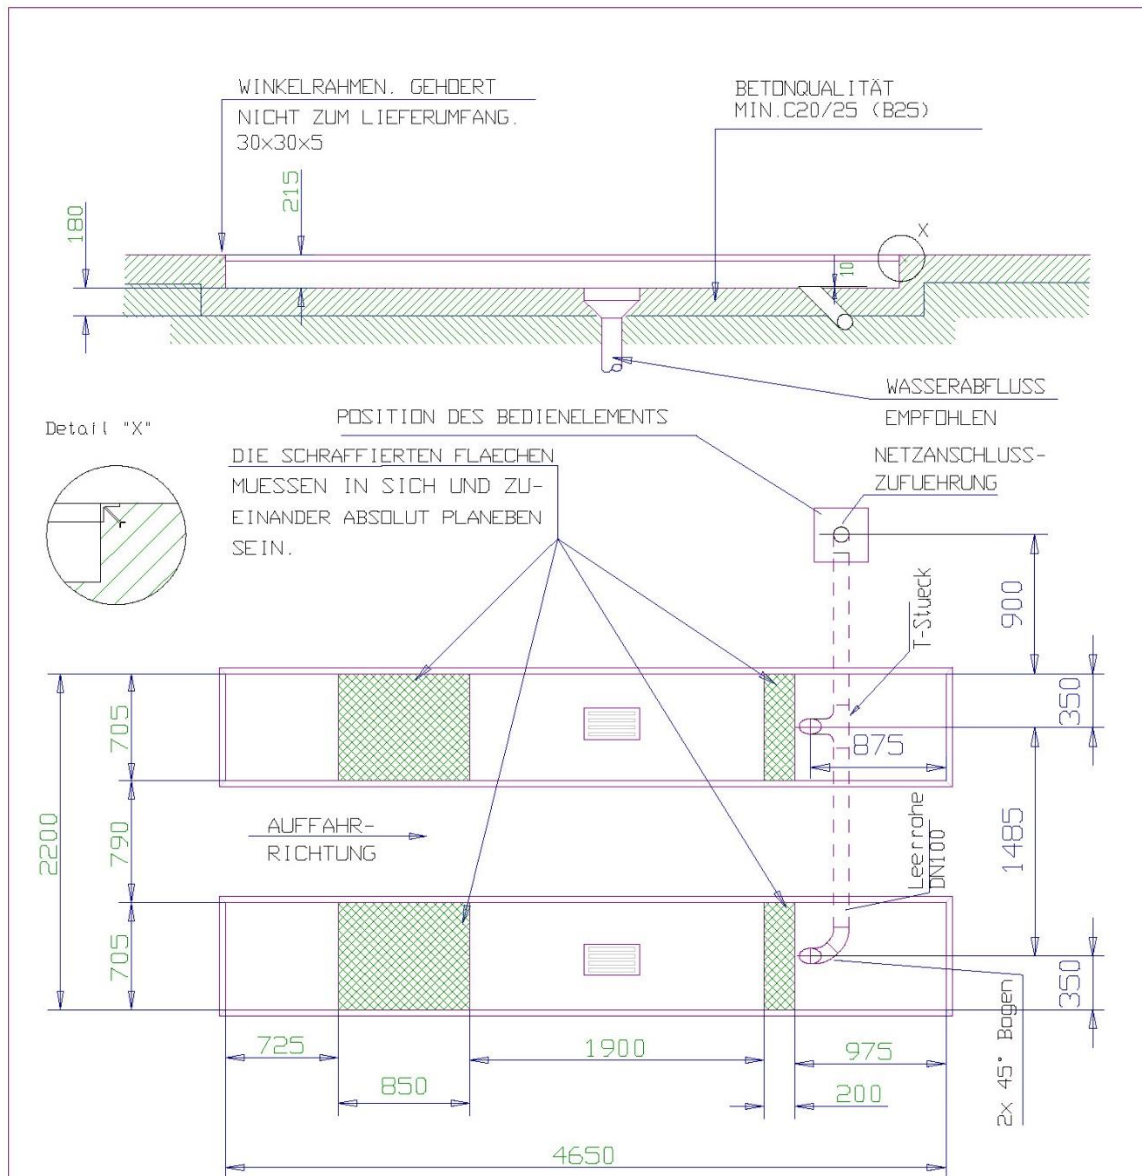 WINKELRAHMEN. GEHOERT
NICHT ZUM LIEFERUMFANG.
30x30x5
BETONQUALITÄT
MIN.C20/25 (B25)
215
180
X
10
WASSERABFLUSS
EMPFOHLEN
Detail "X"
POSITION DES BEDIENELEMENTS
DIE SCHRAFFIERTEN FLAECHEN
MUESSEN IN SICH UND ZU-
EINANDER ABSOLUT PLANEBEN
SEIN.
NETZANSCHLUSS-
ZUFUEHRUNG
900
T-Stueck
350
705
875
2200
790
AUFFAHR-
RICHTUNG
Leerrohe
DN100
1485
705
350
2x 45° Bogen
725
1900
975
850
200
4650